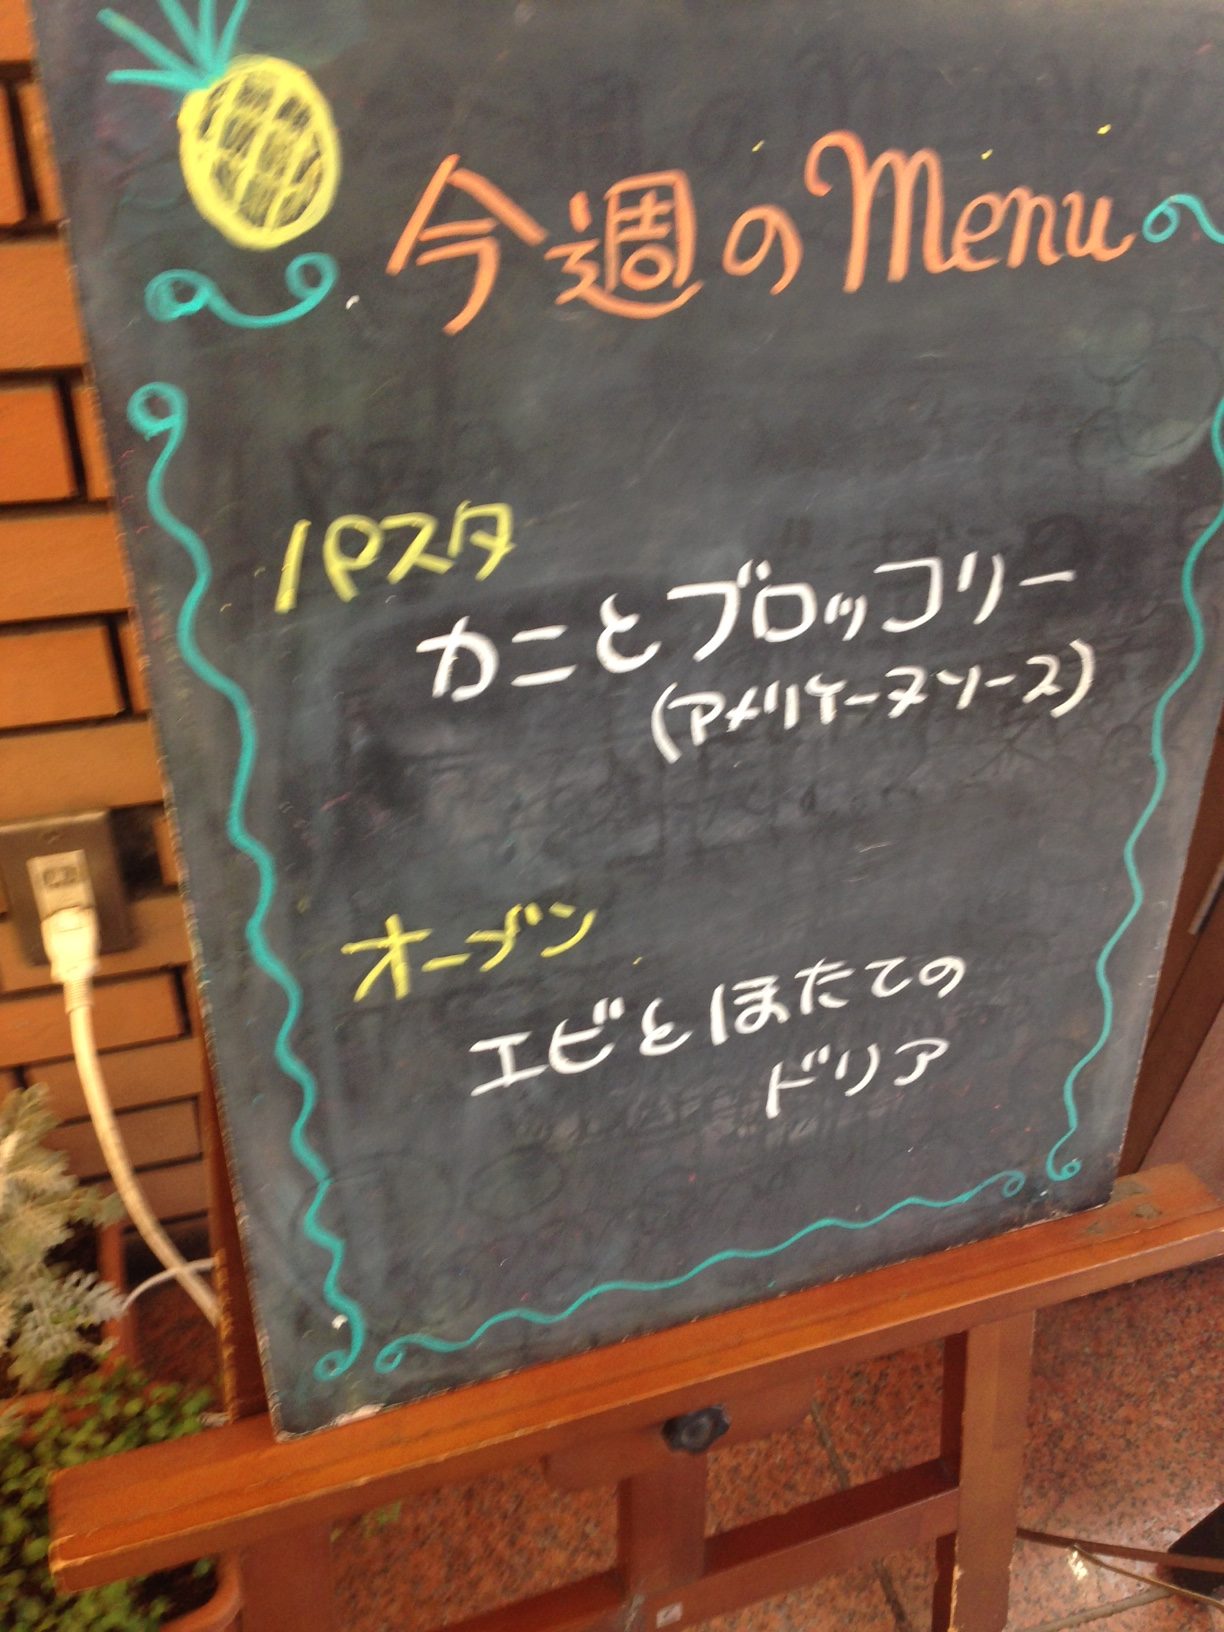 今週のMenu
パスタ
カニとブロッコリー
(アメリケーヌソース)
オーブン
エビとほたての
ドリア